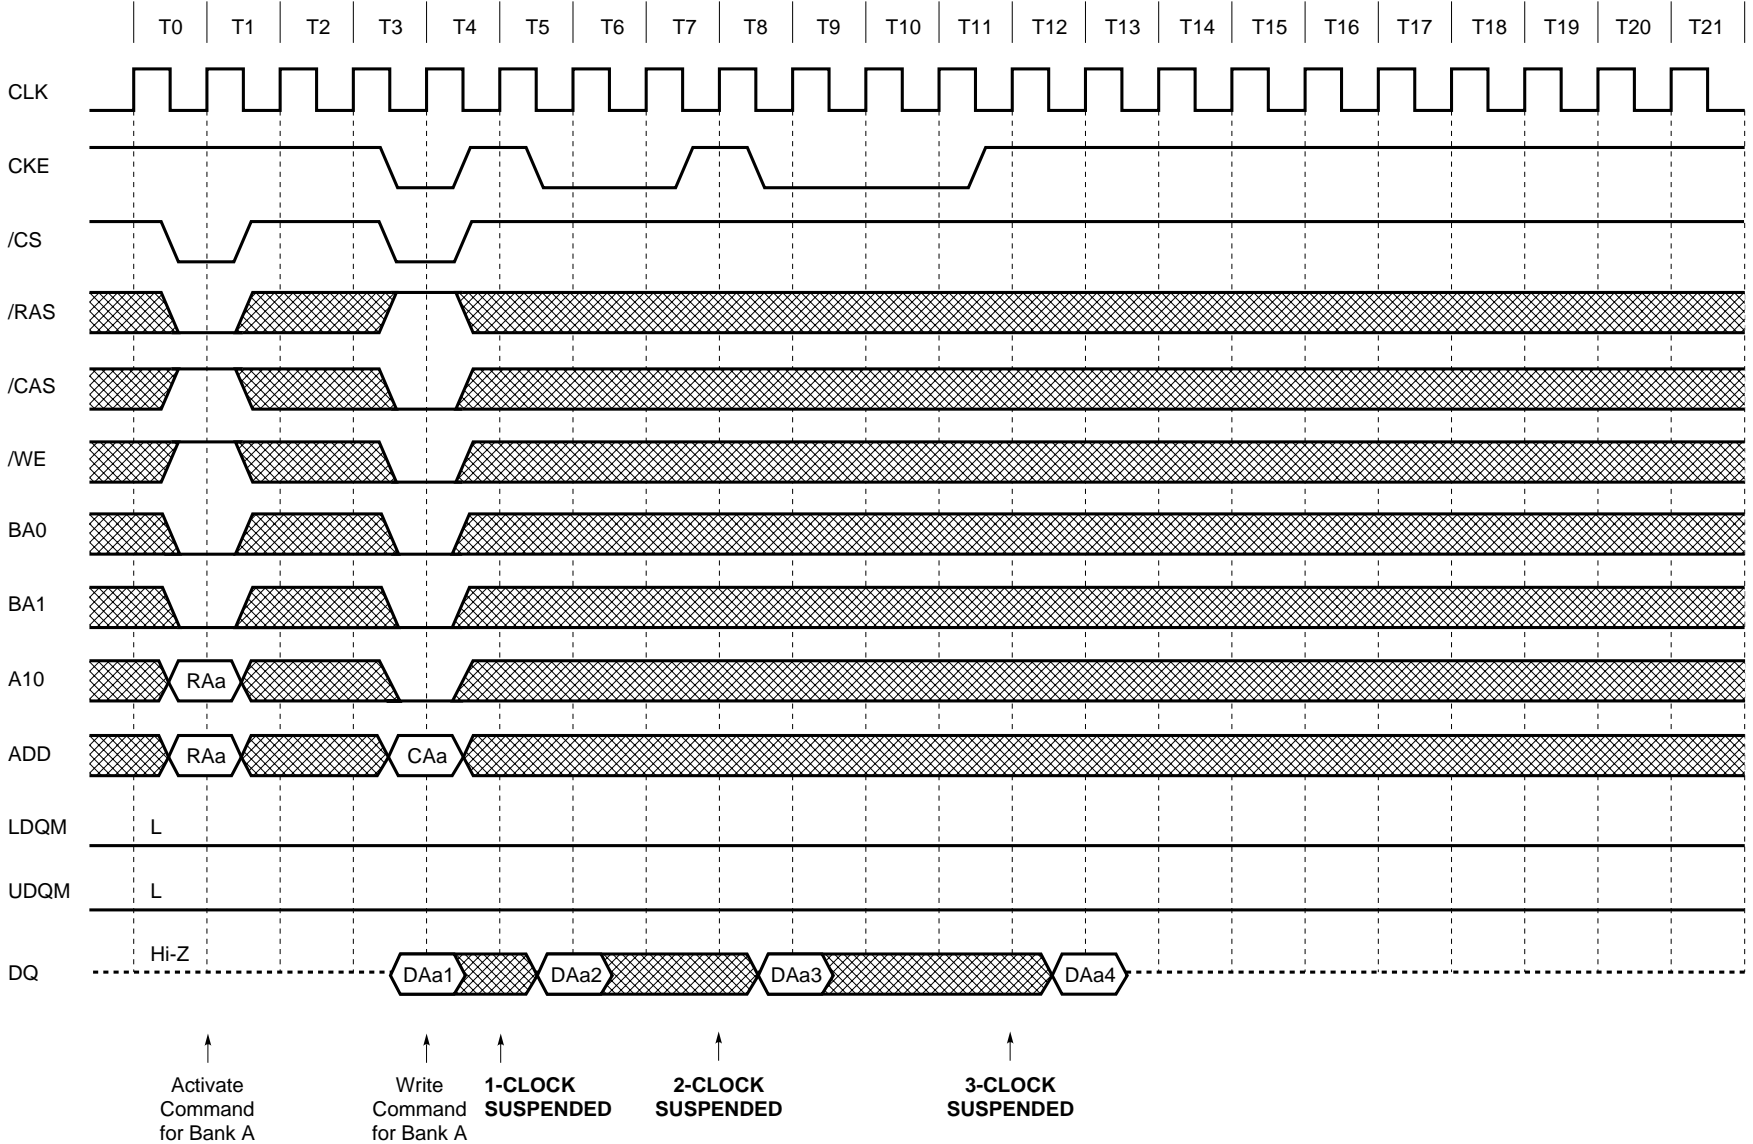 T0 T1 T2 T3 T4 T5 T6 T7 T8 T9 T10 T11 T12 T13 T14 T15 T16 T17 T18 T19 T20 T21
CLK
CKE
/CS
/RAS
/CAS
/WE
BA0
BA1
A10 RAa
ADD RAa CAa
LDQM L
UDQM L
Hi-Z
DQ DAa1 DAa2 DAa3 DAa4
Activate
Command
for Bank A
Write
Command
for Bank A
1-CLOCK
SUSPENDED
2-CLOCK
SUSPENDED
3-CLOCK
SUSPENDED